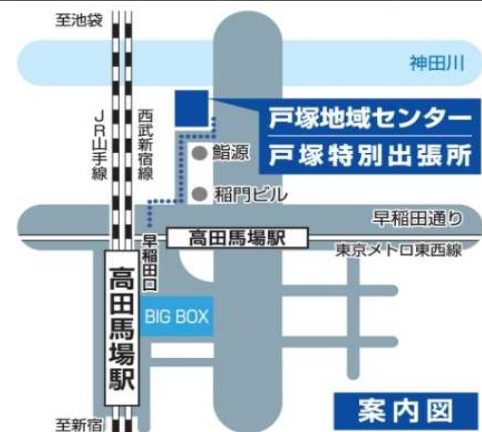 至池袋
神田川
JR山手線
西武新宿線
戸塚地域センター
戸塚特別出張所
鮨源
稲門ビル
早稲田通り
早稲田口
高田馬場駅
東京メトロ東西線
高田馬場駅
BIG BOX
案内図
至新宿